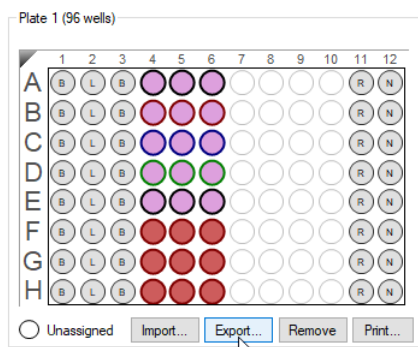 Plate 1 (96 wells)
1 2 3 4 5 6 7 8 9 10 11 12
A B L B R N
B B L B R N
C B L B R N
D B L B R N
E B L B R N
F B L B R N
G B L B R N
H B L B R N
Unassigned Import... Export... Remove Print...